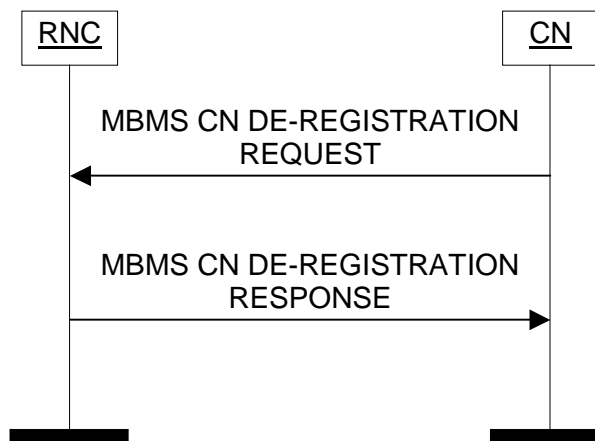 RNC
CN
MBMS CN DE-REGISTRATION
REQUEST
MBMS CN DE-REGISTRATION
RESPONSE